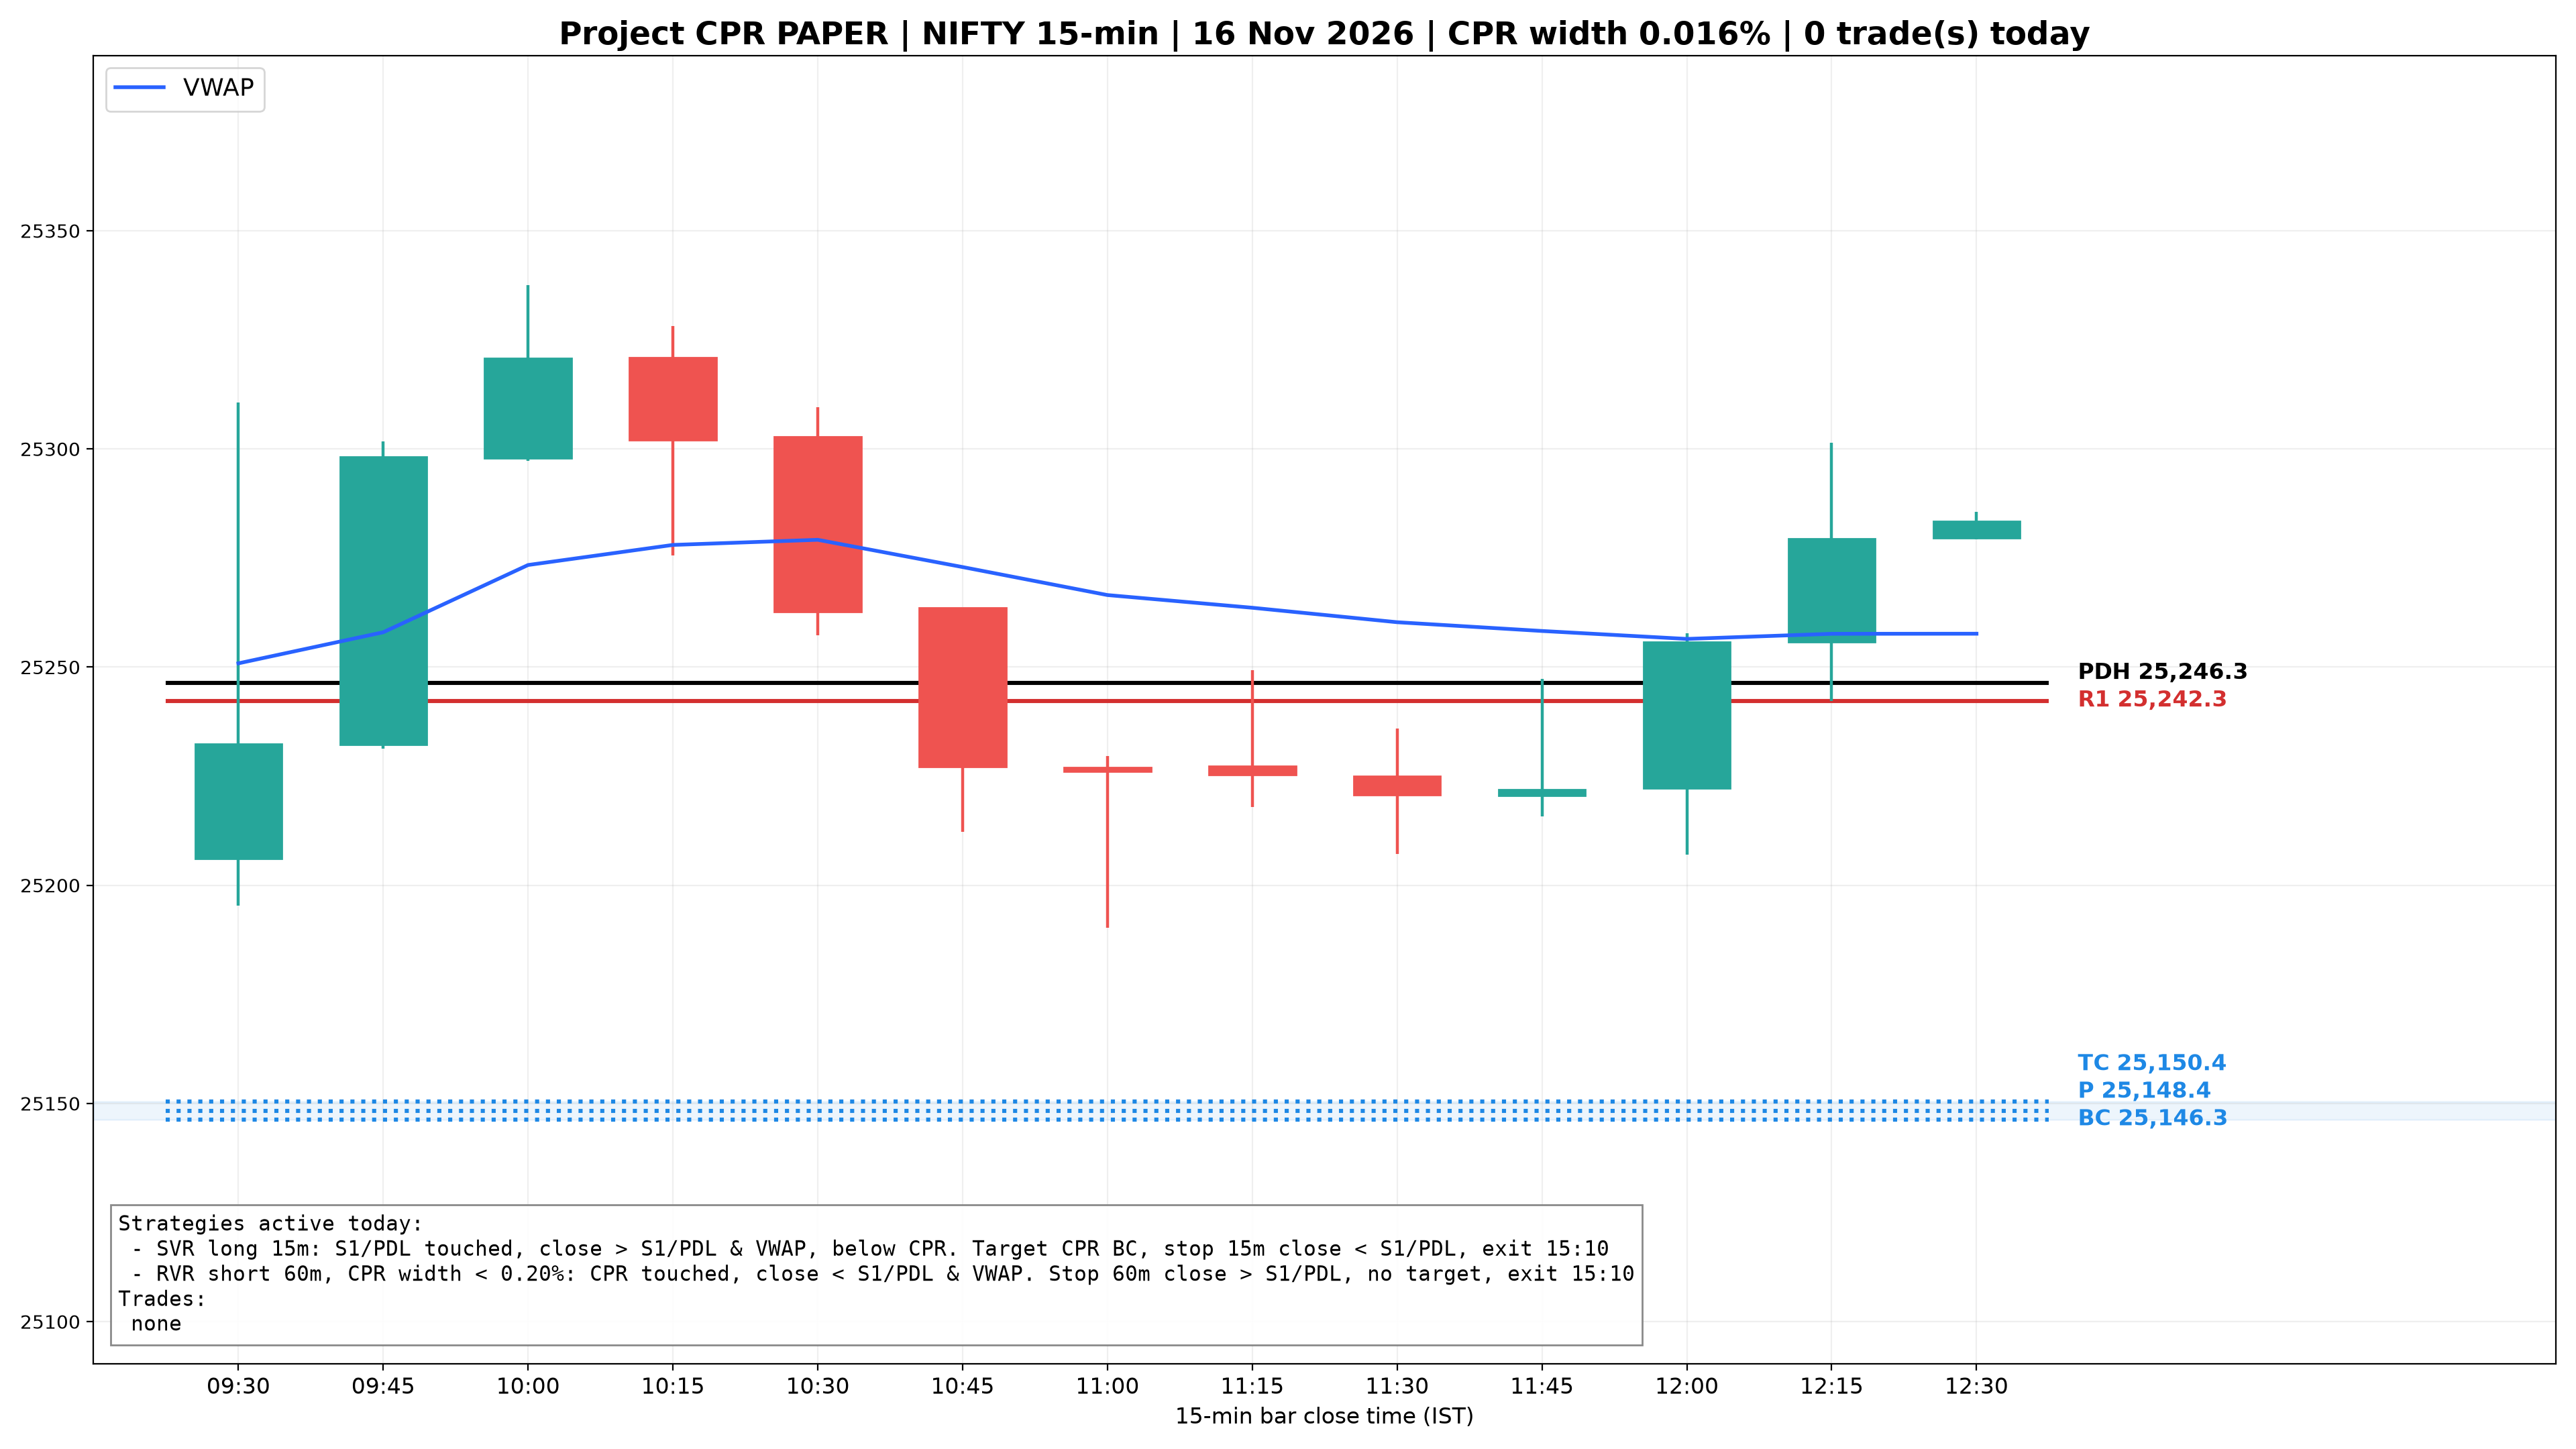 Project CPR PAPER | NIFTY 15-min | 16 Nov 2026 | CPR width 0.016% | 0 trade(s) today
VWAP
25350
25300
25250
25200
25150
25100
PDH 25,246.3
R1 25,242.3
TC 25,150.4
P 25,148.4
BC 25,146.3
Strategies active today:
- SVR long 15m: S1/PDL touched, close > S1/PDL & VWAP, below CPR. Target CPR BC, stop 15m close < S1/PDL, exit 15:10
- RVR short 60m, CPR width < 0.20%: CPR touched, close < S1/PDL & VWAP. Stop 60m close > S1/PDL, no target, exit 15:10
Trades:
none
09:30 09:45 10:00 10:15 10:30 10:45 11:00 11:15 11:30 11:45 12:00 12:15 12:30
15-min bar close time (IST)